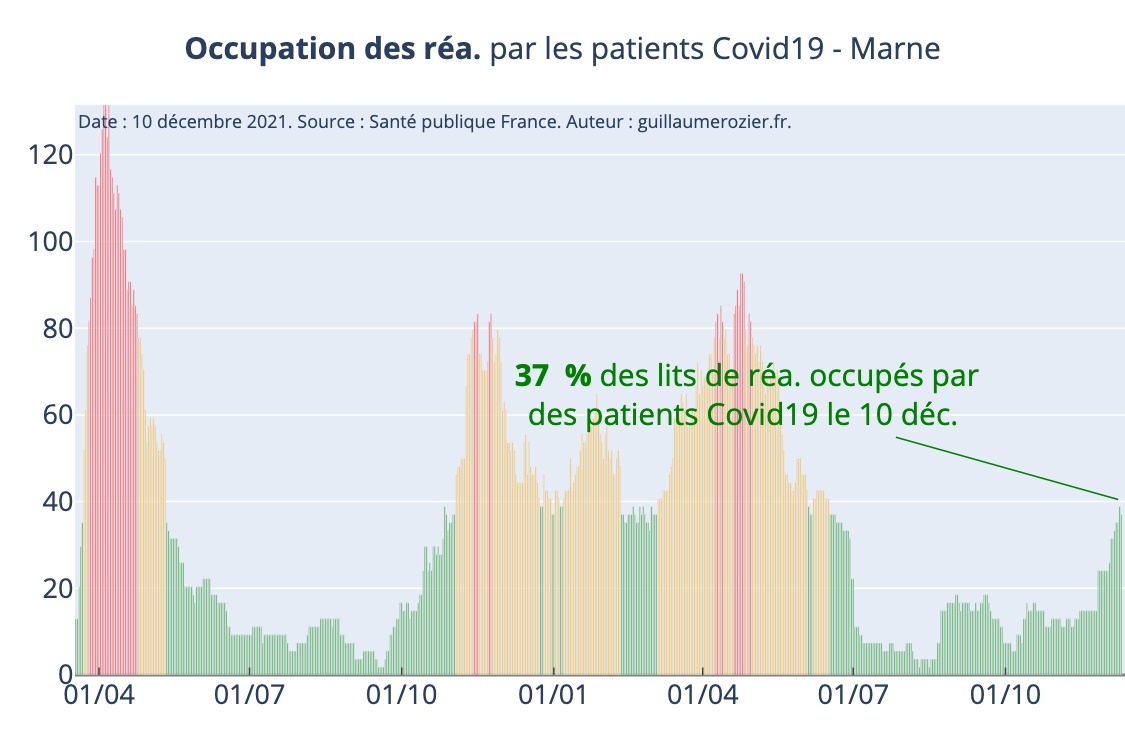 Occupation des réa. par les patients Covid19 - Marne
Date : 10 décembre 2021. Source : Santé publique France. Auteur : guillaumerozier.fr.
120
100
80
37 % des lits de réa. occupés par
des patients Covid19 le 10 déc.
60
40
20
0
01/04 01/07 01/10 01/01 01/04 01/07 01/10